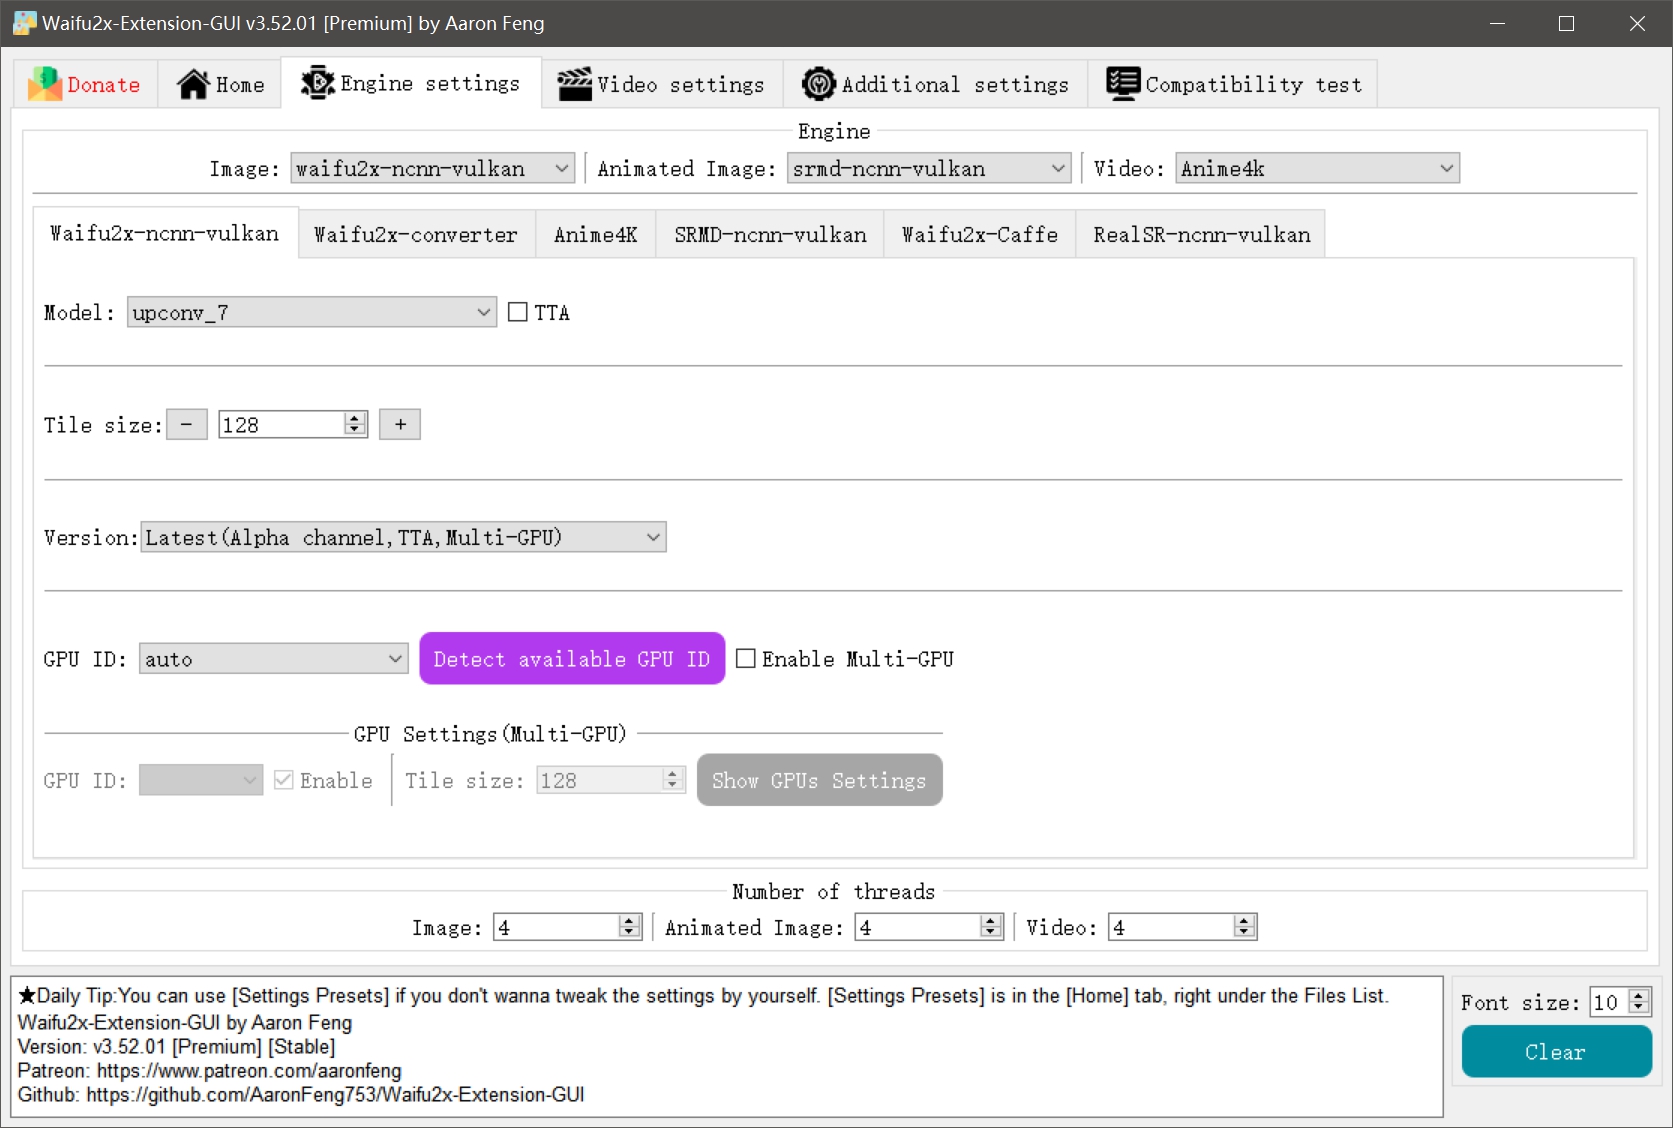 Waifu2x-Extension-GUI v3.52.01 [Premium] by Aaron Feng
Donate Home Engine settings Video settings Additional settings Compatibility test
Engine
Image: waifu2x-ncnn-vulkan Animated Image: srmd-ncnn-vulkan Video: Anime4k
Waifu2x-ncnn-vulkan Waifu2x-converter Anime4K SRMD-ncnn-vulkan Waifu2x-Caffe RealSR-ncnn-vulkan
Model: upconv_7 TTA
Tile size: - 128 +
Version: Latest(Alpha channel,TTA,Multi-GPU)
GPU ID: auto Detect available GPU ID Enable Multi-GPU
GPU Settings(Multi-GPU)
GPU ID: Enable Tile size: 128 Show GPUs Settings
Number of threads
Image: 4 Animated Image: 4 Video: 4
★Daily Tip:You can use [Settings Presets] if you don't wanna tweak the settings by yourself. [Settings Presets] is in the [Home] tab, right under the Files List.
Waifu2x-Extension-GUI by Aaron Feng
Version: v3.52.01 [Premium] [Stable]
Patreon: https://www.patreon.com/aaronfeng
Github: https://github.com/AaronFeng753/Waifu2x-Extension-GUI
Font size: 10
Clear